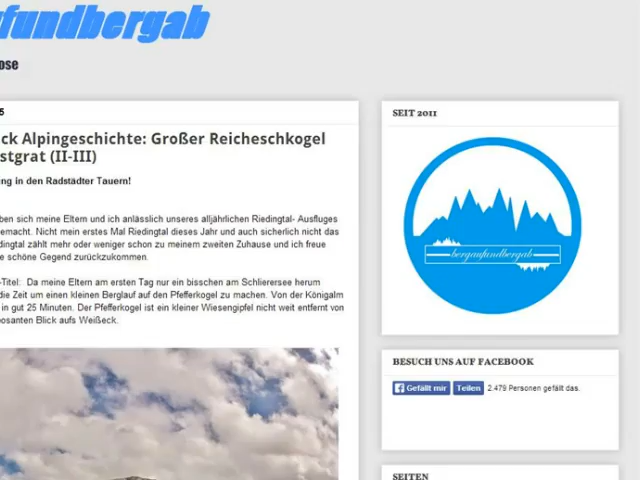 fundbergab
ose
5
ck Alpingeschichte: Großer Reicheschkogel
stgrat (II-III)
ng in den Radstädter Tauern!
ben sich meine Eltern und ich anlässlich unseres alljährlichen Riedingtal- Ausfluges
emacht. Nicht mein erstes Mal Riedingtal dieses Jahr und auch sicherlich nicht das
dingtal zählt mehr oder weniger schon zu meinem zweiten Zuhause und ich freue
e schöne Gegend zurückzukommen.
-Titel: Da meine Eltern am ersten Tag nur ein bisschen am Schlierersee herum
die Zeit um einen kleinen Berglauf auf den Pfefferkogel zu machen. Von der Königalm
in gut 25 Minuten. Der Pfefferkogel ist ein kleiner Wiesengipfel nicht weit entfernt von
posanten Blick aufs Weißeck.
SEIT 2011
bergaufundbergab
BESUCH UNS AUF FACEBOOK
Gefällt mir Teilen 2.479 Personen gefällt das.
SEITEN